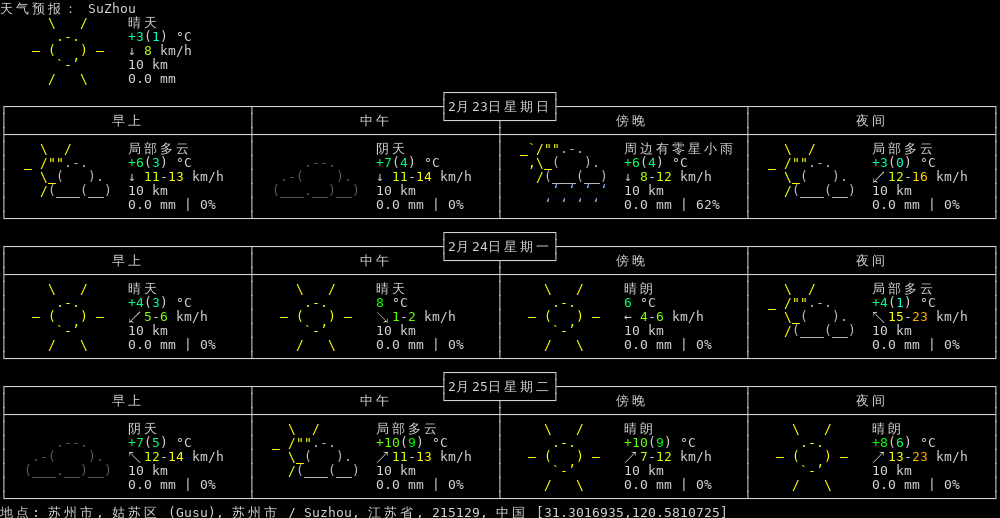 天气预报： SuZhou
晴天
+3(1) °C
↓ 8 km/h
10 km
0.0 mm
2月23日星期日
早上 中午 傍晚 夜间
局部多云 阴天 周边有零星小雨 局部多云
+6(3) °C +7(4) °C +6(4) °C +3(0) °C
↓ 11-13 km/h ↓ 11-14 km/h ↓ 8-12 km/h ↙ 12-16 km/h
10 km 10 km 10 km 10 km
0.0 mm | 0% 0.0 mm | 0% 0.0 mm | 62% 0.0 mm | 0%
2月24日星期一
早上 中午 傍晚 夜间
晴天 晴天 晴朗 局部多云
+4(3) °C 8 °C 6 °C +4(1) °C
↙ 5-6 km/h ↘ 1-2 km/h ← 4-6 km/h ↖ 15-23 km/h
10 km 10 km 10 km 10 km
0.0 mm | 0% 0.0 mm | 0% 0.0 mm | 0% 0.0 mm | 0%
2月25日星期二
早上 中午 傍晚 夜间
阴天 局部多云 晴朗 晴朗
+7(5) °C +10(9) °C +10(9) °C +8(6) °C
↖ 12-14 km/h ↗ 11-13 km/h ↗ 7-12 km/h ↗ 13-23 km/h
10 km 10 km 10 km 10 km
0.0 mm | 0% 0.0 mm | 0% 0.0 mm | 0% 0.0 mm | 0%
地点: 苏州市, 姑苏区 (Gusu), 苏州市 / Suzhou, 江苏省, 215129, 中国 [31.3016935,120.5810725]